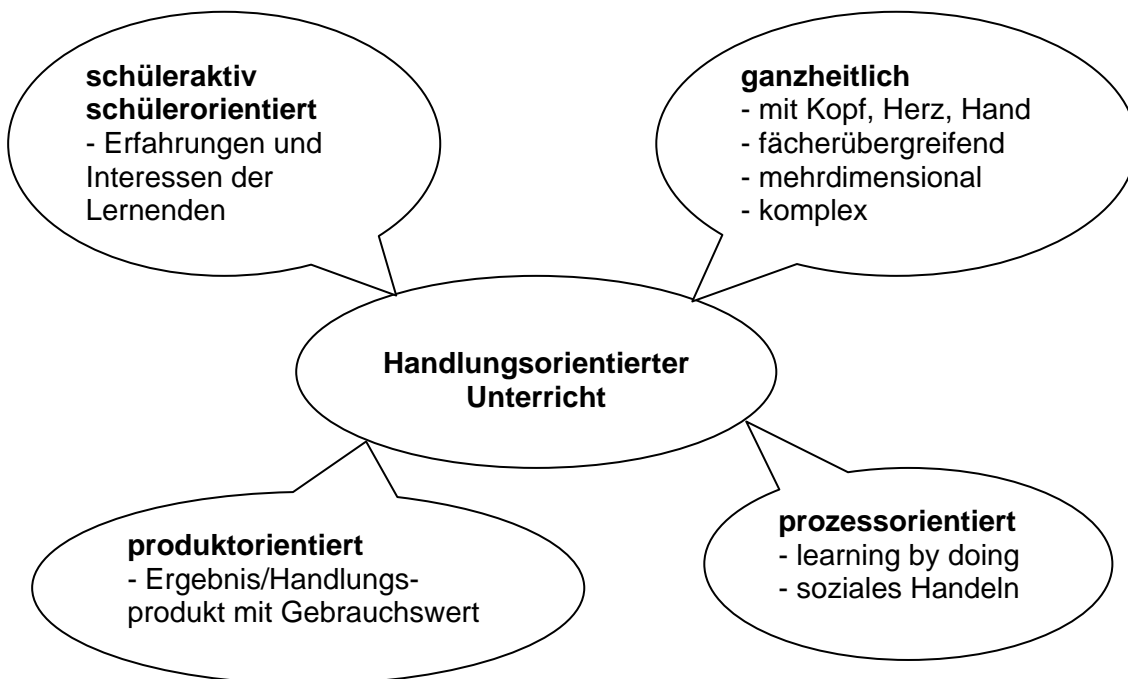 schüleraktiv
schülerorientiert
- Erfahrungen und
Interessen der
Lernenden
ganzheitlich
- mit Kopf, Herz, Hand
- fächerübergreifend
- mehrdimensional
- komplex
Handlungsorientierter
Unterricht
produktorientiert
- Ergebnis/Handlungs-
produkt mit Gebrauchswert
prozessorientiert
- learning by doing
- soziales Handeln